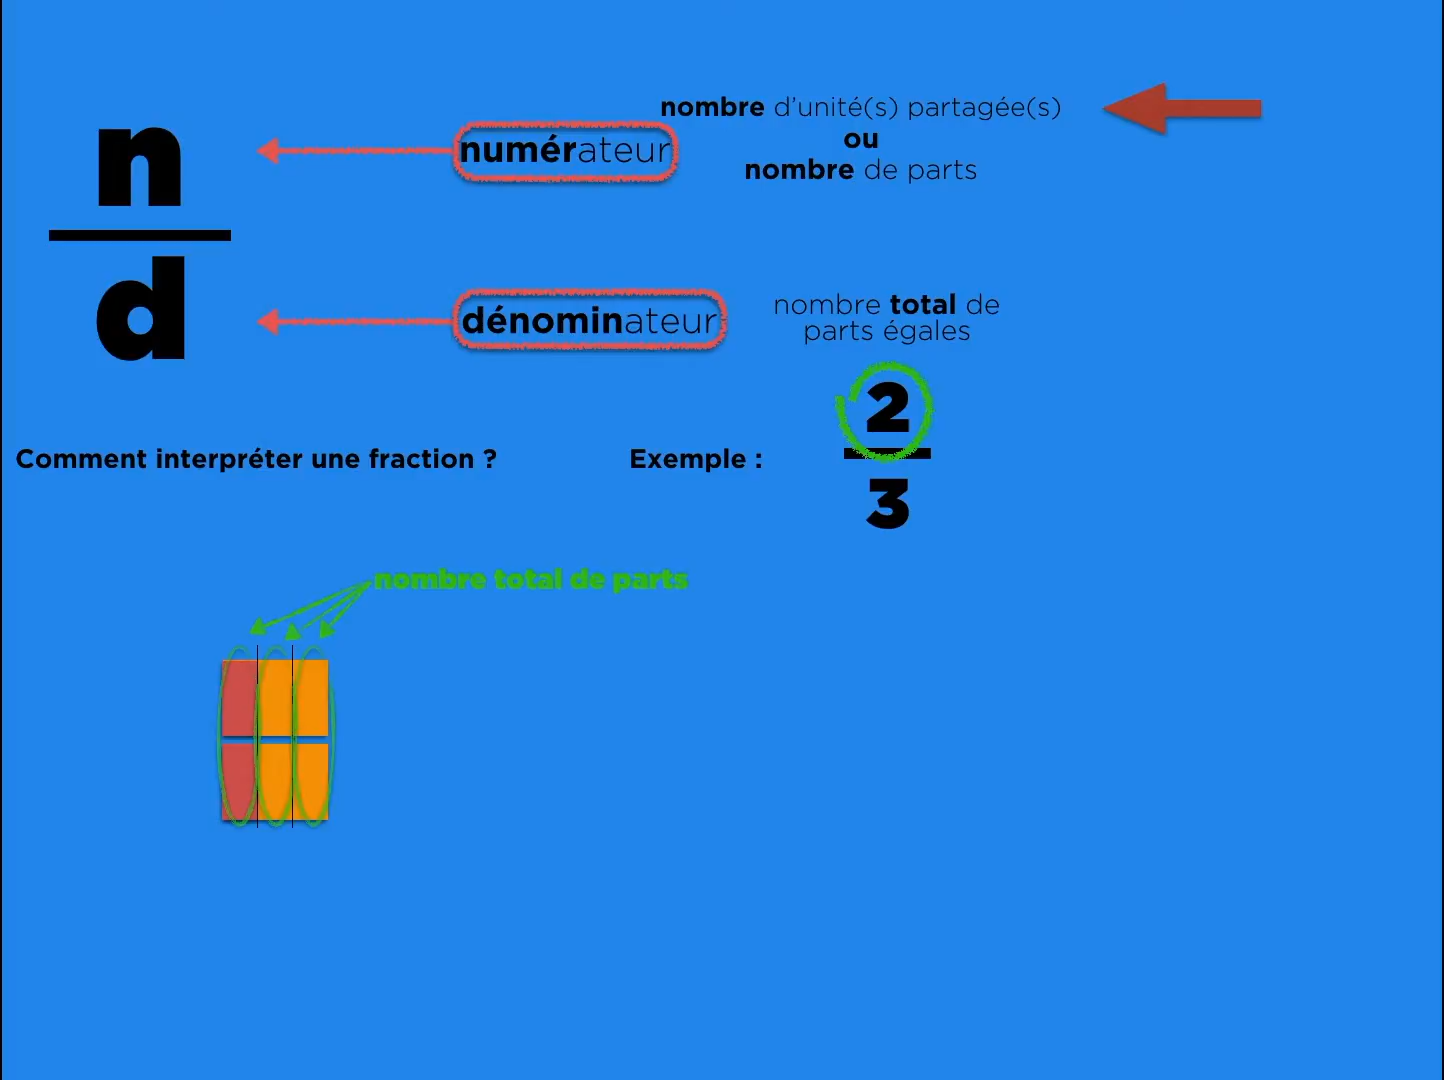 n
d
numérateur
nombre d’unité(s) partagée(s)
ou
nombre de parts
dénominateur
nombre total de
parts égales
Comment interpréter une fraction ?
Exemple :
2
3
nombre total de parts